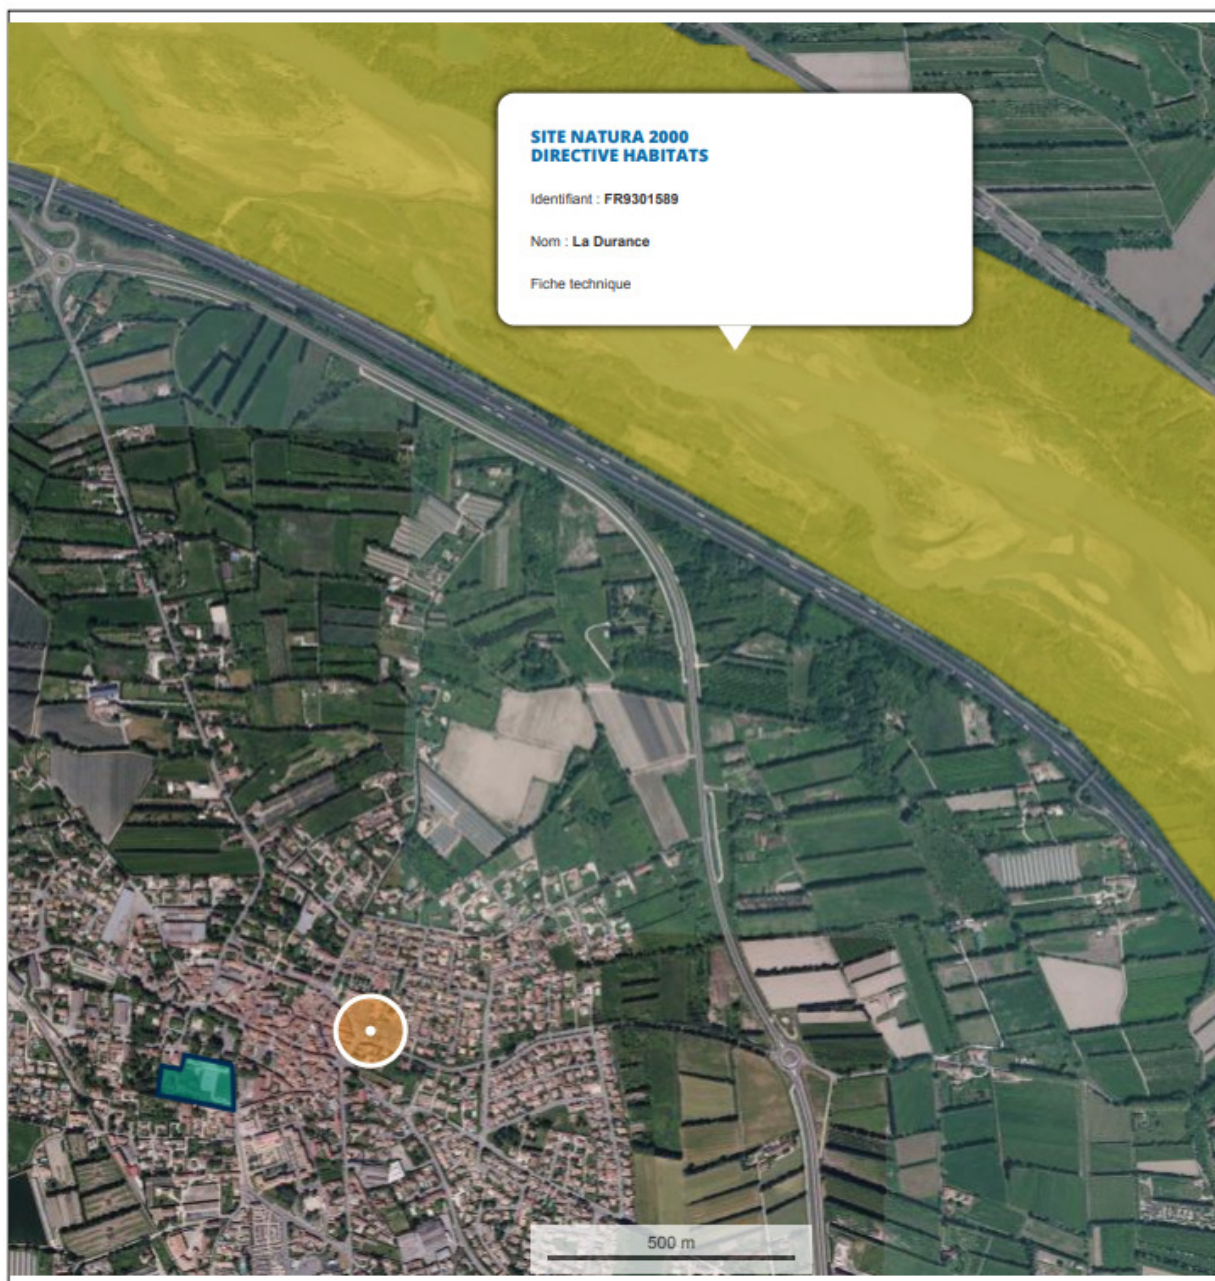 SITE NATURA 2000
DIRECTIVE HABITATS
Identifiant : FR9301589
Nom : La Durance
Fiche technique
500 m